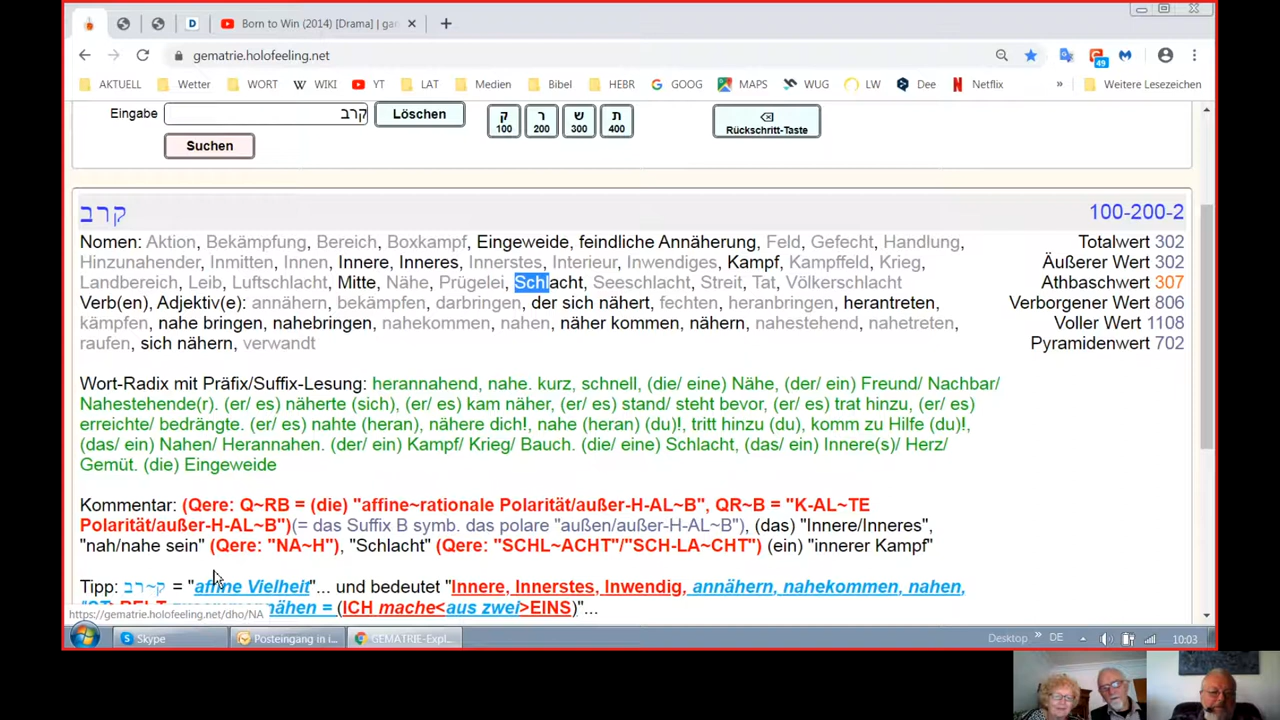 Born to Win (2014) [Drama] | gan
gematrie.holofeeling.net
49
AKTUELL Wetter WORT WIKI YT LAT Medien Bibel HEBR GOOG MAPS WUG LW Dee Netflix » Weitere Lesezeichen
Eingabe קרב Löschen ק ר ש ת
100 200 300 400 Rückschritt-Taste
Suchen
קרב 100-200-2
Nomen: Aktion, Bekämpfung, Bereich, Boxkampf, Eingeweide, feindliche Annäherung, Feld, Gefecht, Handlung, Totalwert 302
Hinzunahender, Inmitten, Innen, Innere, Inneres, Innerstes, Interieur, Inwendiges, Kampf, Kampffeld, Krieg, Äußerer Wert 302
Landbereich, Leib, Luftschlacht, Mitte, Nähe, Prügelei, Schlacht, Seeschlacht, Streit, Tat, Völkerschlacht Athbaschwert 307
Verb(en), Adjektiv(e): annähern, bekämpfen, darbringen, der sich nähert, fechten, heranbringen, herantreten, Verborgener Wert 806
kämpfen, nahe bringen, nahebringen, nahekommen, nahen, näher kommen, nähern, nahestehend, nahetreten, Voller Wert 1108
raufen, sich nähern, verwandt Pyramidenwert 702
Wort-Radix mit Präfix/Suffix-Lesung: herannahend, nahe. kurz, schnell, (die/ eine) Nähe, (der/ ein) Freund/ Nachbar/
Nahestehende(r). (er/ es) näherte (sich), (er/ es) kam näher, (er/ es) stand/ steht bevor, (er/ es) trat hinzu, (er/ es)
erreichte/ bedrängte. (er/ es) nahte (heran), nähere dich!, nahe (heran) (du)!, tritt hinzu (du), komm zu Hilfe (du)!,
(das/ ein) Nahen/ Herannahen. (der/ ein) Kampf/ Krieg/ Bauch. (die/ eine) Schlacht, (das/ ein) Innere(s)/ Herz/
Gemüt. (die) Eingeweide
Kommentar: (Qere: Q~RB = (die) "affine~rationale Polarität/außer-H-AL~B", QR~B = "K-AL~TE
Polarität/außer-H-AL~B")(= das Suffix B symb. das polare "außen/außer-H-AL~B"), (das) "Innere/Inneres",
"nah/nahe sein" (Qere: "NA~H"), "Schlacht" (Qere: "SCHL~ACHT"/"SCH-LA~CHT") (ein) "innerer Kampf"
Tipp: ק~רב = "affine Vielheit"... und bedeutet "Innere, Innerstes, Inwendig, annähern, nahekommen, nahen,
nähen = (ICH mache<aus zwei>EINS)"...
https://gematrie.holofeeling.net/dho/NA
Skype Posteingang in i... GEMATRIE-Expl... Desktop » DE 10:03